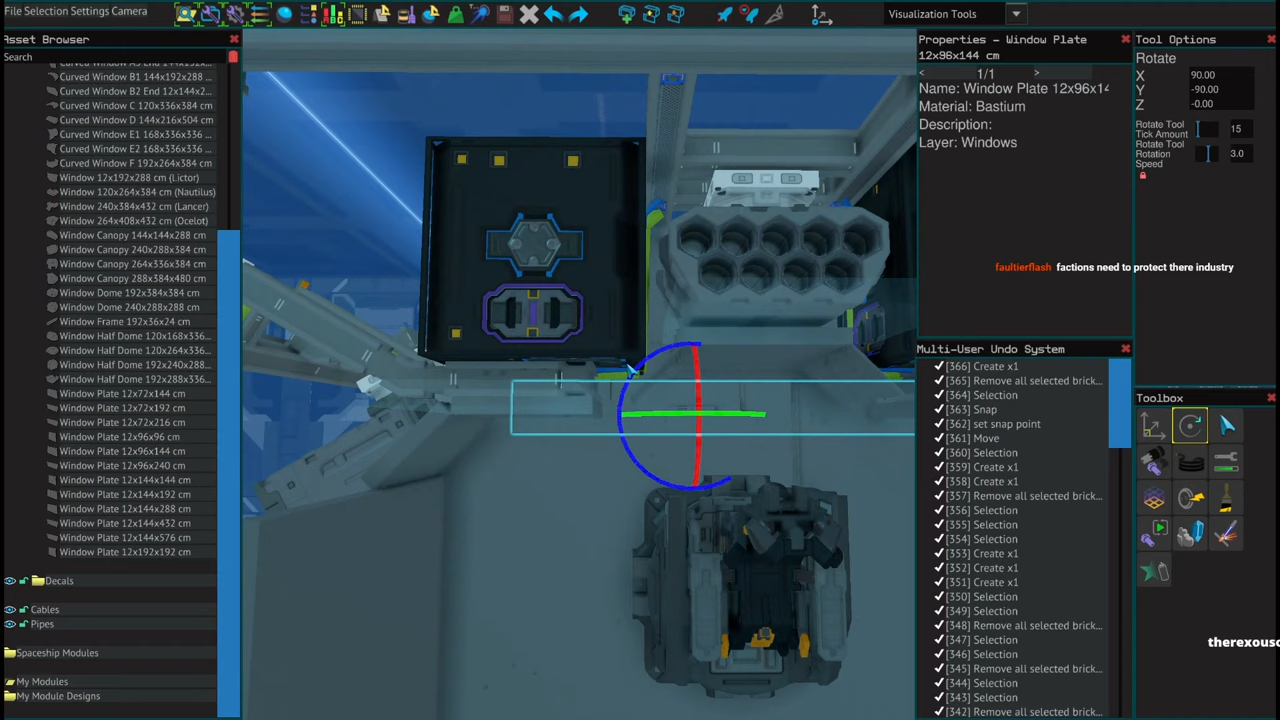 File Selection Settings Camera
Visualization Tools
Asset Browser
Search
Curved Window A3 End 144x192x...
Curved Window B1 144x192x288 ...
Curved Window B2 End 12x144x2...
Curved Window C 120x336x384 cm
Curved Window D 144x216x504 cm
Curved Window E1 168x336x336 ...
Curved Window E2 168x336x384 ...
Curved Window F 192x264x384 cm
Window 12x192x288 cm (Lictor)
Window 120x264x384 cm (Nautilus)
Window 240x384x432 cm (Lancer)
Window 264x408x432 cm (Ocelot)
Window Canopy 144x144x288 cm
Window Canopy 240x288x384 cm
Window Canopy 264x336x384 cm
Window Canopy 288x384x480 cm
Window Dome 192x384x384 cm
Window Dome 240x288x288 cm
Window Frame 192x36x24 cm
Window Half Dome 120x168x336...
Window Half Dome 120x264x336...
Window Half Dome 192x240x288...
Window Half Dome 192x288x336...
Window Plate 12x72x144 cm
Window Plate 12x72x192 cm
Window Plate 12x72x216 cm
Window Plate 12x96x96 cm
Window Plate 12x96x144 cm
Window Plate 12x96x240 cm
Window Plate 12x144x144 cm
Window Plate 12x144x192 cm
Window Plate 12x144x288 cm
Window Plate 12x144x432 cm
Window Plate 12x144x576 cm
Window Plate 12x192x192 cm
Decals
Cables
Pipes
Spaceship Modules
My Modules
My Module Designs
Properties - Window Plate
12x96x144 cm
< 1/1 >
Name: Window Plate 12x96x14
Material: Bastium
Description:
Layer: Windows
Tool Options
Rotate
X 90.00
Y -90.00
Z -0.00
Rotate Tool
Tick Amount 15
Rotate Tool
Rotation
Speed 3.0
faultierflash factions need to protect there industry
Multi-User Undo System
[366] Create x1
[365] Remove all selected brick...
[364] Selection
[363] Snap
[362] set snap point
[361] Move
[360] Selection
[359] Create x1
[358] Create x1
[357] Remove all selected brick...
[356] Selection
[355] Selection
[354] Selection
[353] Create x1
[352] Create x1
[351] Create x1
[350] Selection
[349] Selection
[348] Remove all selected brick...
[347] Selection
[346] Selection
[345] Remove all selected brick...
[344] Selection
[343] Selection
[342] Remove all selected brick...
Toolbox